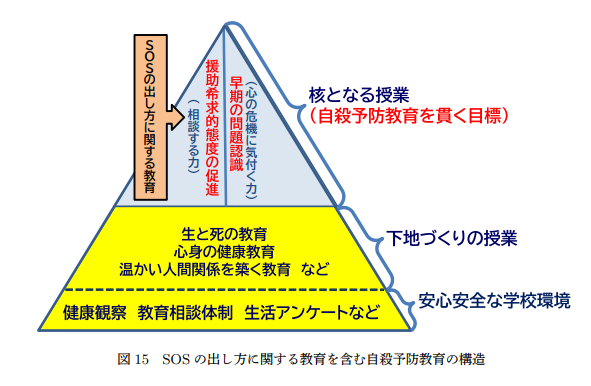 SOSの出し方に関する教育
援助希求的態度の促進
（相談する力）
早期の問題認識
（心の危機に気付く力）
核となる授業
（自殺予防教育を貫く目標）
生と死の教育
心身の健康教育
温かい人間関係を築く教育 など
下地づくりの授業
健康観察 教育相談体制 生活アンケートなど
安心安全な学校環境
図 15 SOS の出し方に関する教育を含む自殺予防教育の構造